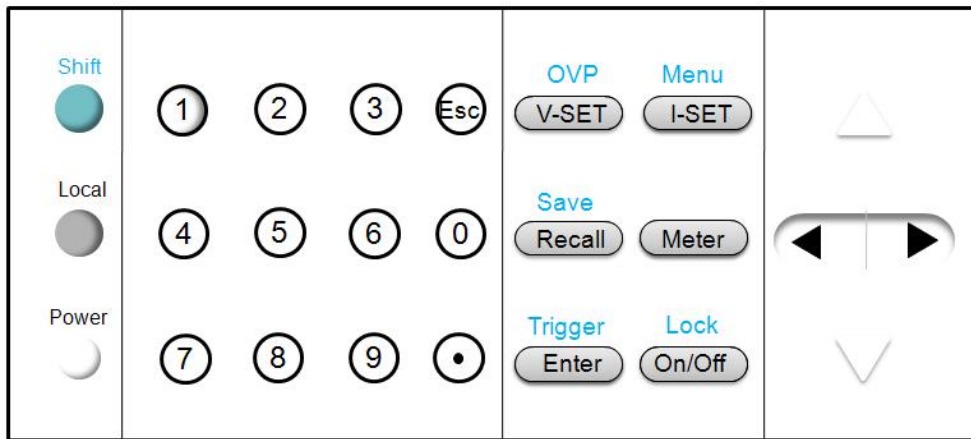 Shift
OVP Menu
1 2 3 Esc V-SET I-SET
Local
Save
4 5 6 0 Recall Meter
Power
Trigger Lock
7 8 9 • Enter On/Off